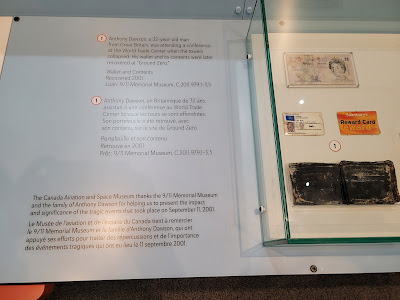 1 Anthony Dawson, a 32-year-old man
from Great Britain, was attending a conference
at the World Trade Center when the towers
collapsed. His wallet and its contents were later
recovered at "Ground Zero."
Wallet and Contents
Recovered 2001
Loan: 9/11 Memorial Museum, C.2011.979.1-3,5
1 Anthony Dawson, un Britannique de 32 ans,
assistait à une conférence au World Trade
Center lorsque les tours se sont effondrées.
Son portefeuille a été retrouvé, avec
son contenu, sur le site de Ground Zero.
Portefeuille et son contenu
Retrouvé en 2001
Prêt : 9/11 Memorial Museum, C.2011.979.1-3,5
The Canada Aviation and Space Museum thanks the 9/11 Memorial Museum
and the family of Anthony Dawson for helping us to present the impact
and significance of the tragic events that took place on September 11, 2001.
Le Musée de l'aviation et de l'espace du Canada tient à remercier
le 9/11 Memorial Museum et la famille d'Anthony Dawson, qui ont
appuyé ses efforts pour traiter des répercussions et de l'importance
des événements tragiques qui ont eu lieu le 11 septembre 2001.
Reward Card
1